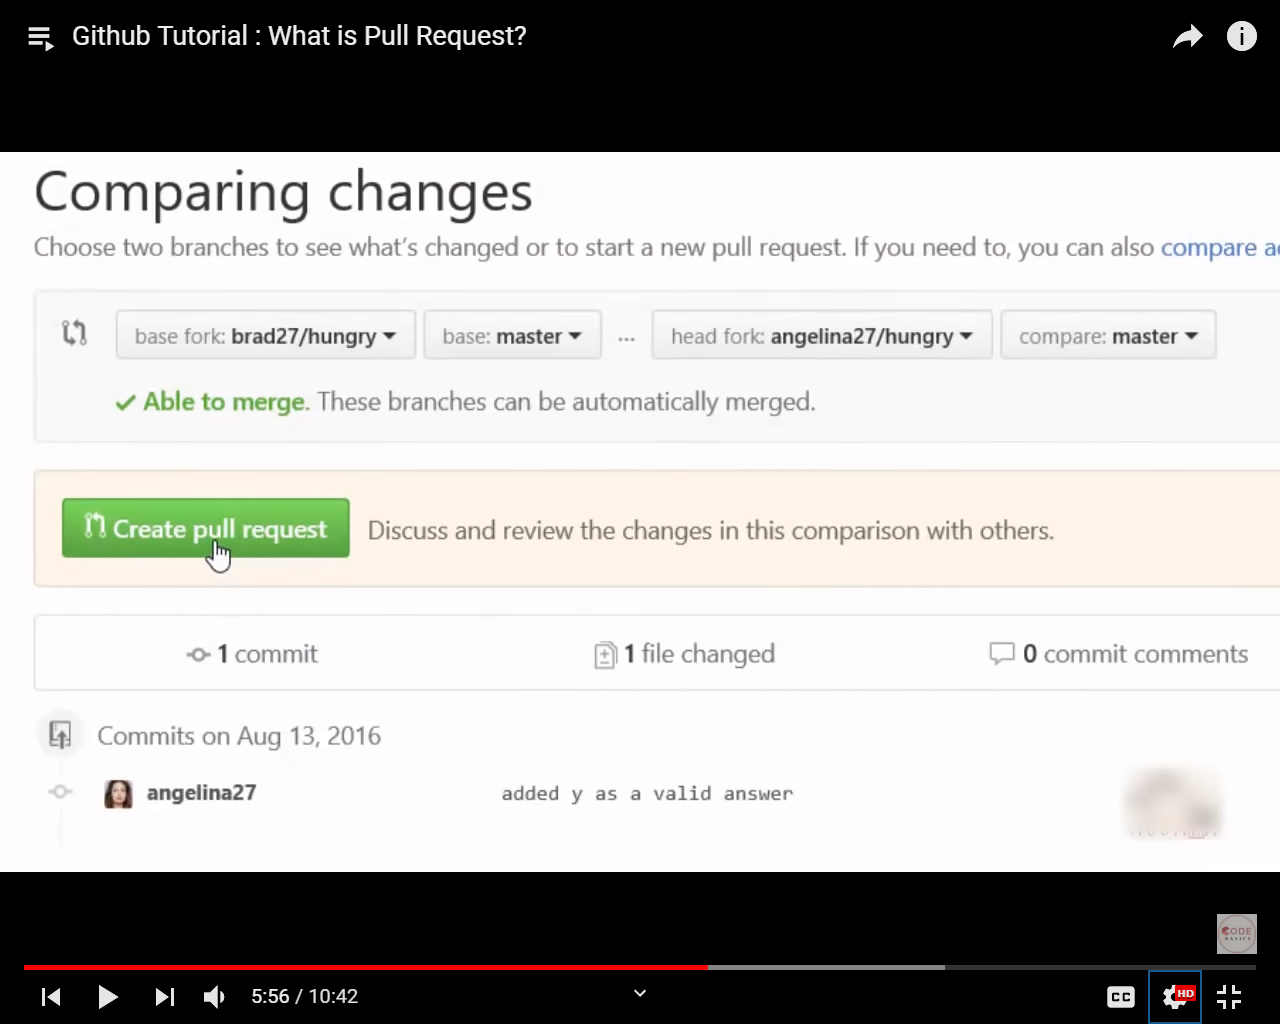 Github Tutorial : What is Pull Request?
Comparing changes
Choose two branches to see what's changed or to start a new pull request. If you need to, you can also compare
base fork: brad27/hungry base: master ... head fork: angelina27/hungry compare: master
Able to merge. These branches can be automatically merged.
Create pull request Discuss and review the changes in this comparison with others.
1 commit 1 file changed 0 commit comments
Commits on Aug 13, 2016
angelina27 added y as a valid answer
CODE
BASICS
5:56 / 10:42 CC HD